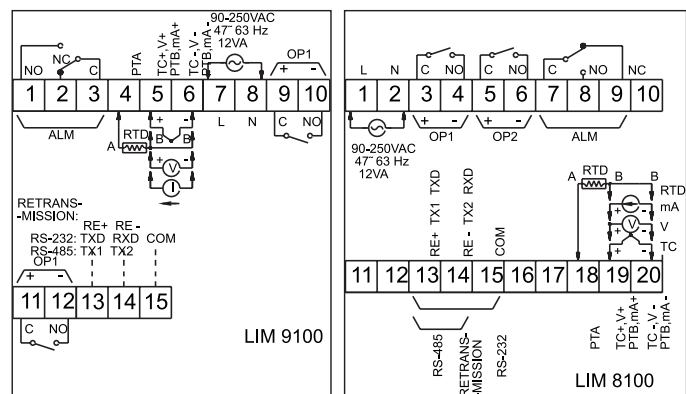 90-250VAC
47~63 Hz
12VA
PTA
TC+,V+
PTB,mA+
TC-,V-
PTB,mA-
OP1
+ -
NO NC C
1 2 3 4 5 6 7 8 9 10
ALM
L N
C NO
RTD
A B B
+ -
+ V -
+ I -
RETRANS-
-MISSION:
RE+ RE -
RS-232: TXD RXD COM
RS-485: TX1 TX2
OP1
+ -
11 12 13 14 15
C NO
LIM 9100
L N C NO C NO C NO NC
1 2 3 4 5 6 7 8 9 10
+ - + -
OP1 OP2 ALM
90-250VAC
47~63 Hz
12VA
RE+ TX1 TXD
RE - TX2 RXD
COM
RTD
A B B
RTD
mA
+ -
V
+ V -
TC
+ -
11 12 13 14 15 16 17 18 19 20
RS-485
RETRANS-
-MISSION
RS-232
PTA
TC+,V+
PTB,mA+
TC-,V -
PTB,mA-
LIM 8100